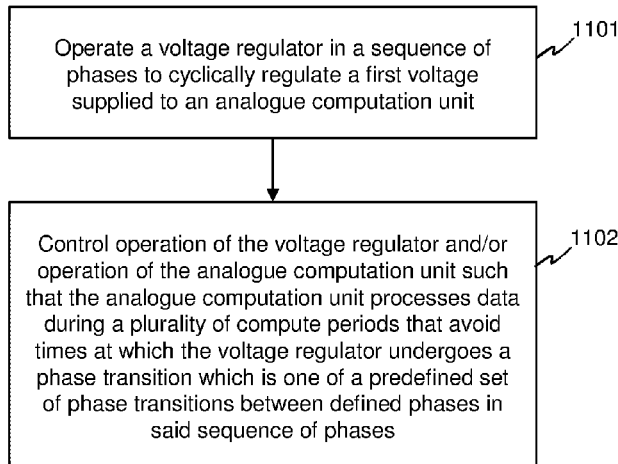 Operate a voltage regulator in a sequence of
phases to cyclically regulate a first voltage
supplied to an analogue computation unit
1101
Control operation of the voltage regulator and/or
operation of the analogue computation unit such
that the analogue computation unit processes data
during a plurality of compute periods that avoid
times at which the voltage regulator undergoes a
phase transition which is one of a predefined set
of phase transitions between defined phases in
said sequence of phases
1102